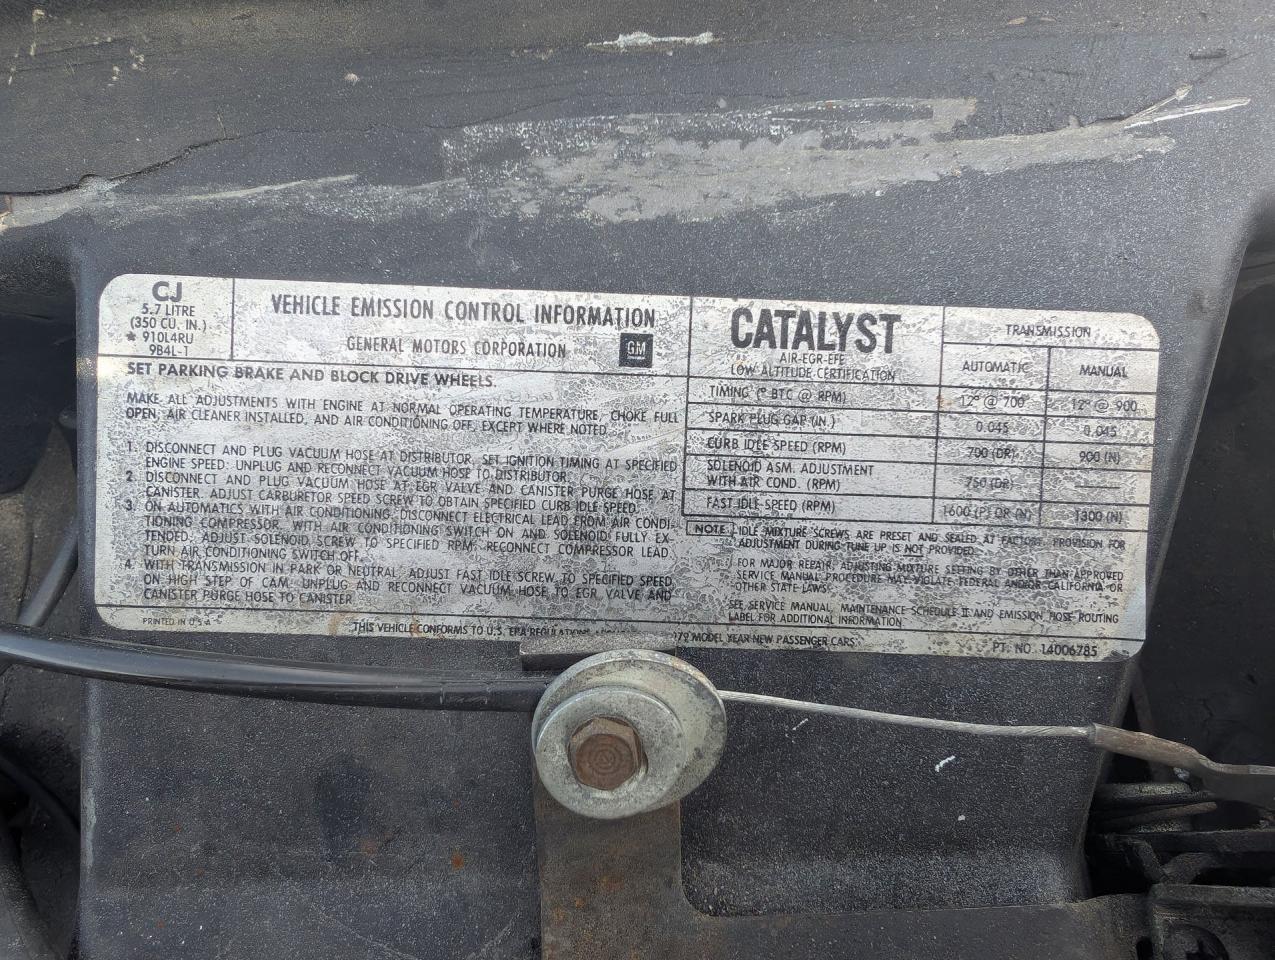 CJ
5.7 LITRE
(350 CU. IN.)
★ 910L4RU
9B4L-1
VEHICLE EMISSION CONTROL INFORMATION
GENERAL MOTORS CORPORATION
GM
SET PARKING BRAKE AND BLOCK DRIVE WHEELS.
MAKE ALL ADJUSTMENTS WITH ENGINE AT NORMAL OPERATING TEMPERATURE, CHOKE FULL
OPEN, AIR CLEANER INSTALLED, AND AIR CONDITIONING OFF, EXCEPT WHERE NOTED.
1. DISCONNECT AND PLUG VACUUM HOSE AT DISTRIBUTOR. SET IGNITION TIMING AT SPECIFIED
ENGINE SPEED. UNPLUG AND RECONNECT VACUUM HOSE TO DISTRIBUTOR.
2. DISCONNECT AND PLUG VACUUM HOSE AT EGR VALVE AND CANISTER PURGE HOSE AT
CANISTER. ADJUST CARBURETOR SPEED SCREW TO OBTAIN SPECIFIED CURB IDLE SPEED.
3. ON AUTOMATICS WITH AIR CONDITIONING, DISCONNECT ELECTRICAL LEAD FROM AIR CONDI-
TIONING COMPRESSOR. WITH AIR CONDITIONING SWITCH ON AND SOLENOID FULLY EX-
TENDED, ADJUST SOLENOID SCREW TO SPECIFIED RPM. RECONNECT COMPRESSOR LEAD.
TURN AIR CONDITIONING SWITCH OFF.
4. WITH TRANSMISSION IN PARK OR NEUTRAL, ADJUST FAST IDLE SCREW TO SPECIFIED SPEED
ON HIGH STEP OF CAM. UNPLUG AND RECONNECT VACUUM HOSE TO EGR VALVE AND
CANISTER PURGE HOSE TO CANISTER.
CATALYST
AIR-EGR-EFE
LOW ALTITUDE CERTIFICATION
TRANSMISSION
AUTOMATIC MANUAL
TIMING (° BTC @ RPM) 12° @ 700 12° @ 900
SPARK PLUG GAP (IN.) 0.045 0.045
CURB IDLE SPEED (RPM) 700 (DR) 900 (N)
SOLENOID ASM. ADJUSTMENT
WITH AIR COND. (RPM) 750 (DR) ———
FAST IDLE SPEED (RPM) 1600 (P) OR (N) 1300 (N)
NOTE: IDLE MIXTURE SCREWS ARE PRESET AND SEALED AT FACTORY. PROVISION FOR
ADJUSTMENT DURING TUNE UP IS NOT PROVIDED.
FOR MAJOR REPAIR, ADJUSTING MIXTURE SETTING BY OTHER THAN APPROVED
SERVICE MANUAL PROCEDURE MAY VIOLATE FEDERAL AND/OR CALIFORNIA OR
OTHER STATE LAWS.
SEE SERVICE MANUAL, MAINTENANCE SCHEDULE II AND EMISSION HOSE ROUTING
LABEL FOR ADDITIONAL INFORMATION
PRINTED IN U.S.A.
THIS VEHICLE CONFORMS TO U.S. EPA REGULATIONS 979 MODEL YEAR NEW PASSENGER CARS.
PT. NO. 14006785